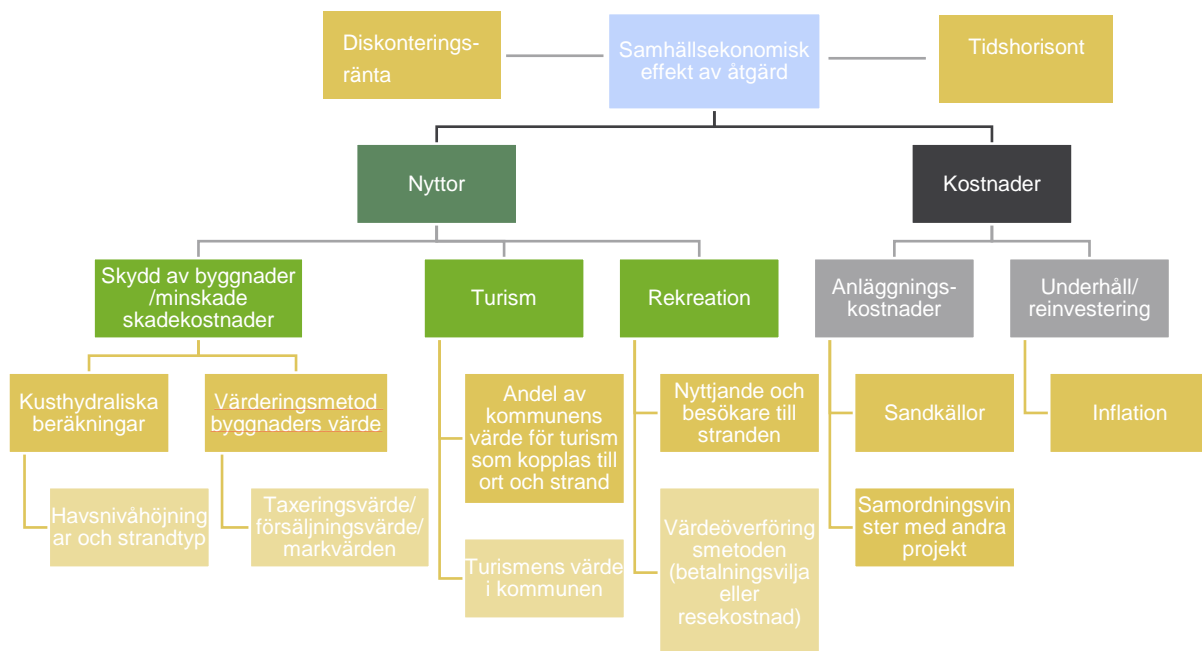 Diskonterings-
ränta
Samhällsekonomisk
effekt av åtgärd
Tidshorisont
Nyttor
Kostnader
Skydd av byggnader
/minskade
skadekostnader
Turism
Rekreation
Anläggnings-
kostnader
Underhåll/
reinvestering
Kusthydraliska
beräkningar
Värderingsmetod
byggnaders värde
Andel av
kommunens
värde för turism
som kopplas till
ort och strand
Nyttjande och
besökare till
stranden
Sandkällor
Inflation
Havsnivåhöjning
ar och strandtyp
Taxeringsvärde/
försäljningsvärde/
markvärden
Turismens värde
i kommunen
Värdeöverföring
smetoden
(betalningsvilja
eller
resekostnad)
Samordningsvin
ster med andra
projekt